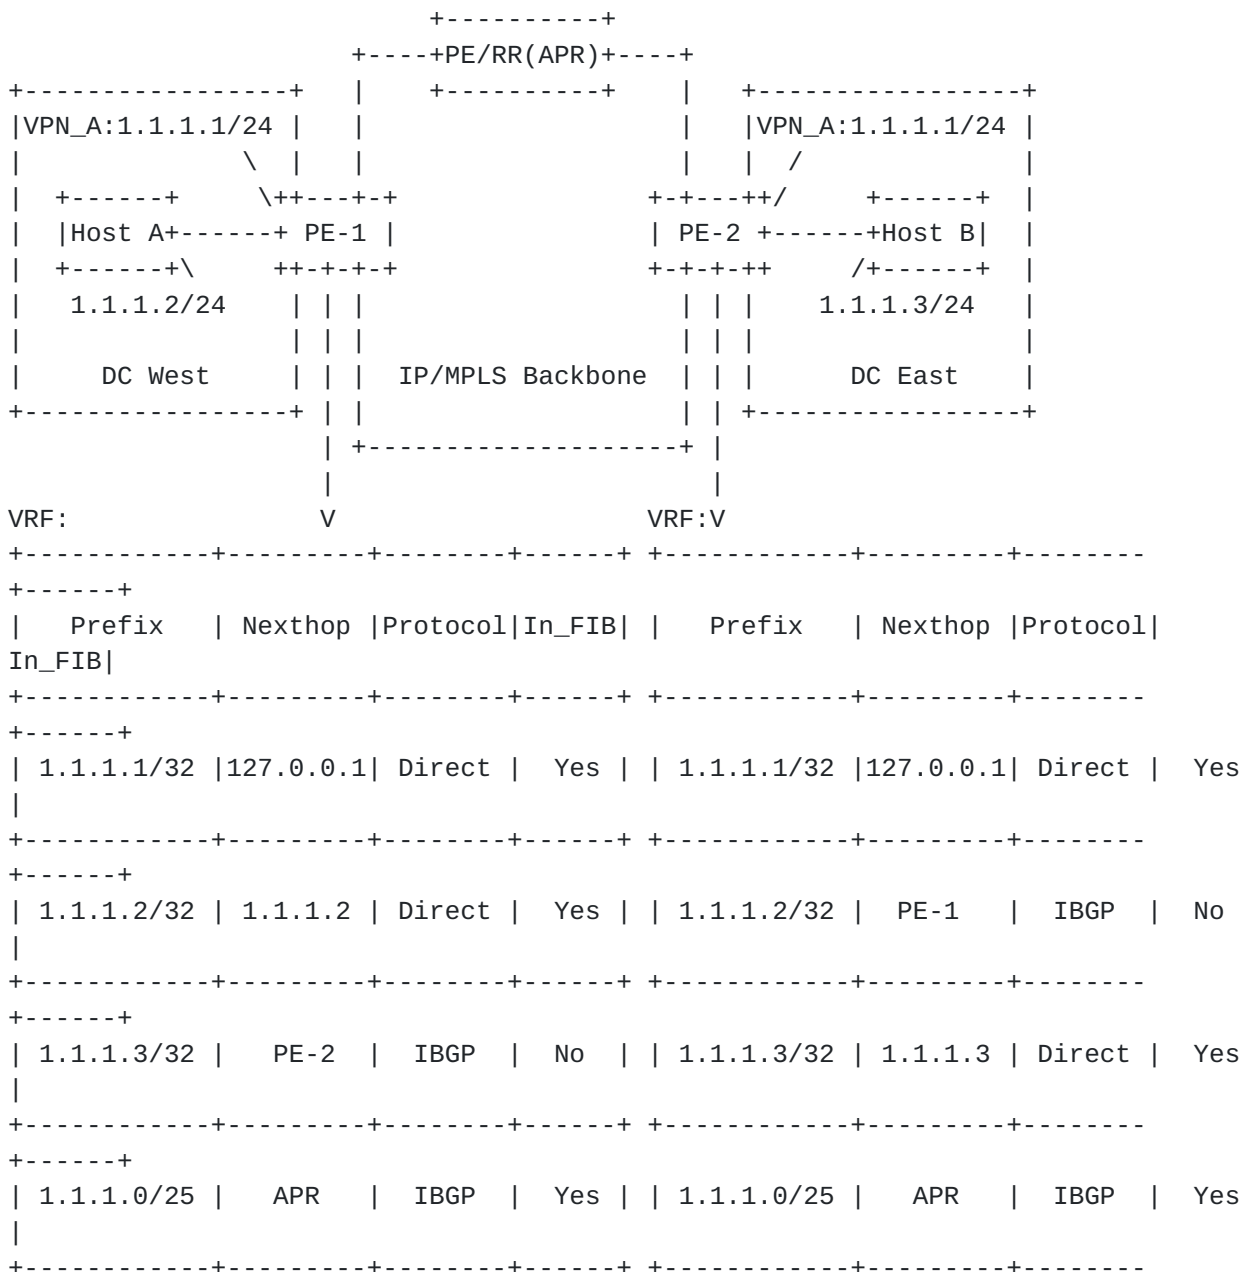 +----------+
                     +----+PE/RR(APR)+----+
+-----------------+   |    +----------+    |   +-----------------+
|VPN_A:1.1.1.1/24 |   |                    |   |VPN_A:1.1.1.1/24 |
|              \  |   |                    |   |  /              |
|  +------+     \++---+-+                +-+---++/     +------+  |
|  |Host A+------+ PE-1 |                | PE-2 +------+Host B|  |
|  +------+\     ++-+-+-+                +-+-+-++     /+------+  |
|   1.1.1.2/24    | | |                    | | |    1.1.1.3/24   |
|                 | | |                    | | |                 |
|     DC West     | | |  IP/MPLS Backbone  | | |      DC East    |
+-----------------+ | |                    | | +-----------------+
                    | +--------------------+ |
                    |                        |
VRF:                V                    VRF:V
+------------+---------+--------+------+ +------------+---------+--------
+------+
|   Prefix   | Nexthop |Protocol|In_FIB| |   Prefix   | Nexthop |Protocol|
In_FIB|
+------------+---------+--------+------+ +------------+---------+--------
+------+
| 1.1.1.1/32 |127.0.0.1| Direct |  Yes | | 1.1.1.1/32 |127.0.0.1| Direct |  Yes
|
+------------+---------+--------+------+ +------------+---------+--------
+------+
| 1.1.1.2/32 | 1.1.1.2 | Direct |  Yes | | 1.1.1.2/32 |  PE-1   |  IBGP  |  No
|
+------------+---------+--------+------+ +------------+---------+--------
+------+
| 1.1.1.3/32 |   PE-2  |  IBGP  |  No  | | 1.1.1.3/32 | 1.1.1.3 | Direct |  Yes
|
+------------+---------+--------+------+ +------------+---------+--------
+------+
| 1.1.1.0/25 |   APR   |  IBGP  |  Yes | | 1.1.1.0/25 |   APR   |  IBGP  |  Yes
|
+------------+---------+--------+------+ +------------+---------+--------